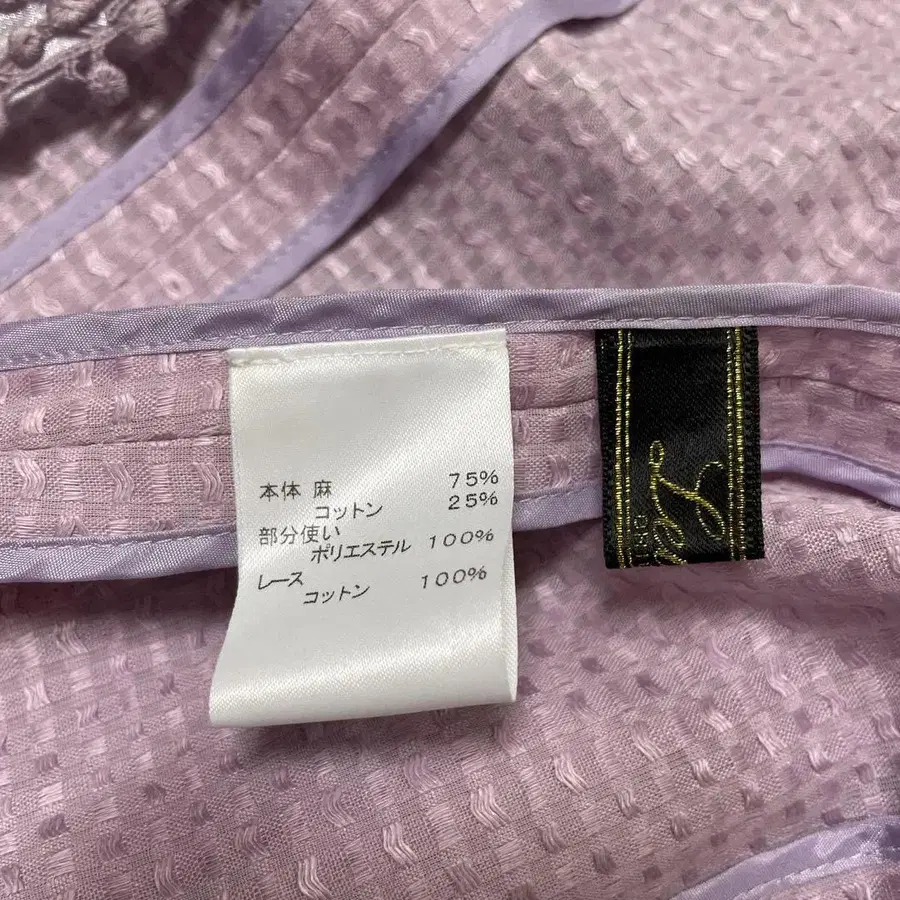 本体 麻 75%
コットン 25%
部分使い
ポリエステル 100%
レース
コットン 100%